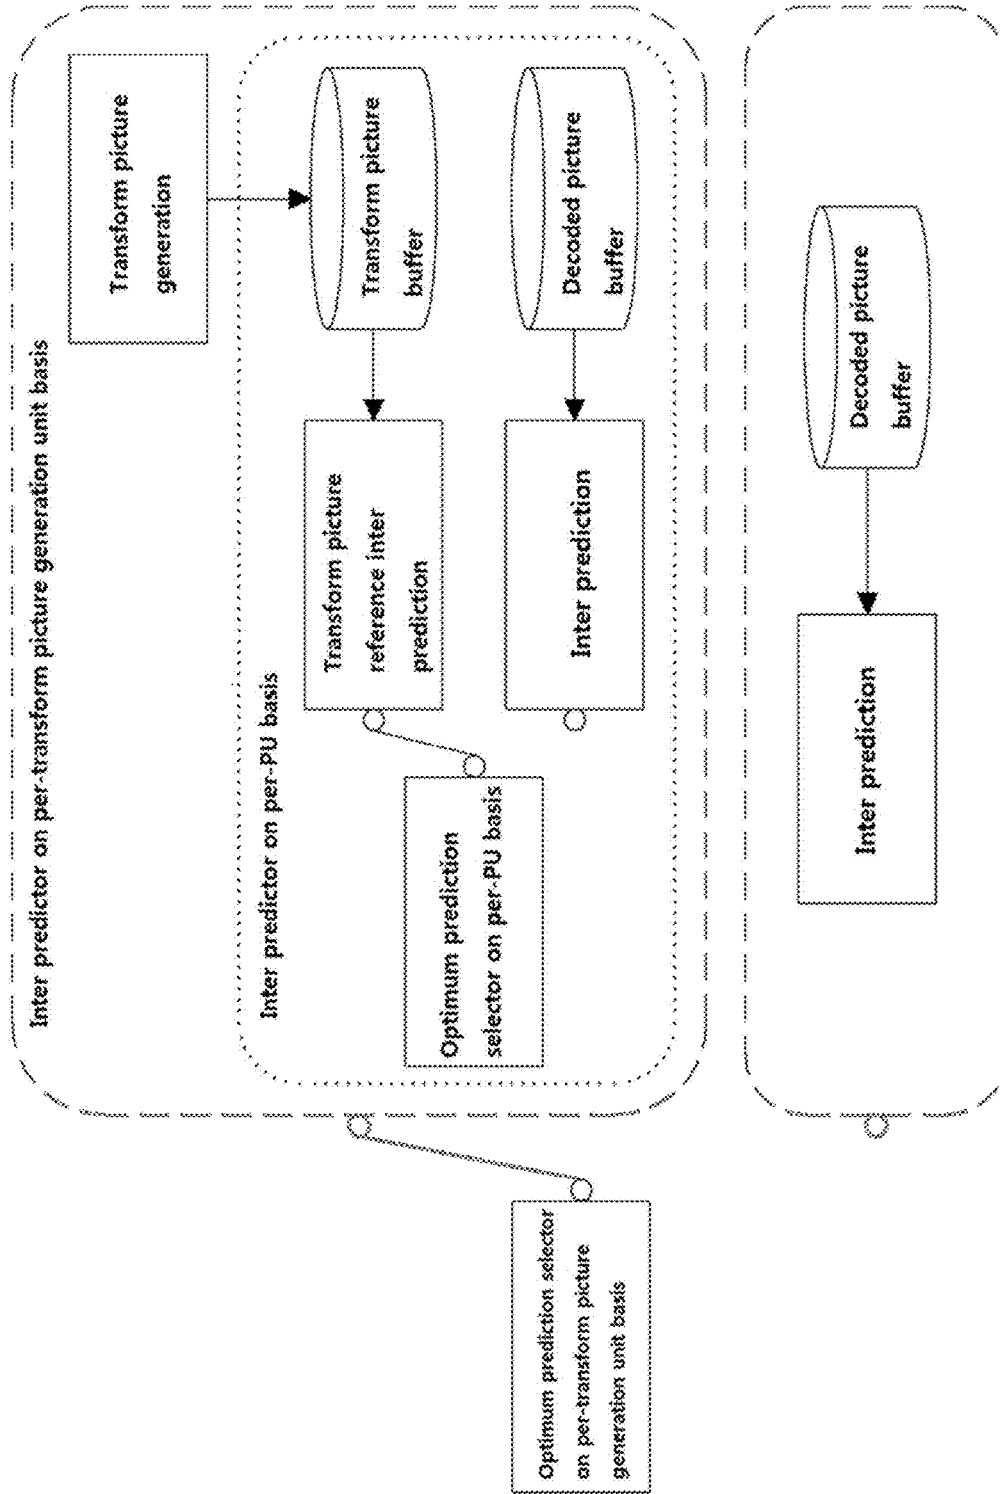 Inter predictor on per-transform picture generation unit basis
Transform picture
generation
Inter predictor on per-PU basis
Transform picture
buffer
Transform picture
reference inter
prediction
Decoded picture
buffer
Inter prediction
Optimum prediction
selector on per-PU basis
Optimum prediction selector
on per-transform picture
generation unit basis
Decoded picture
buffer
Inter prediction